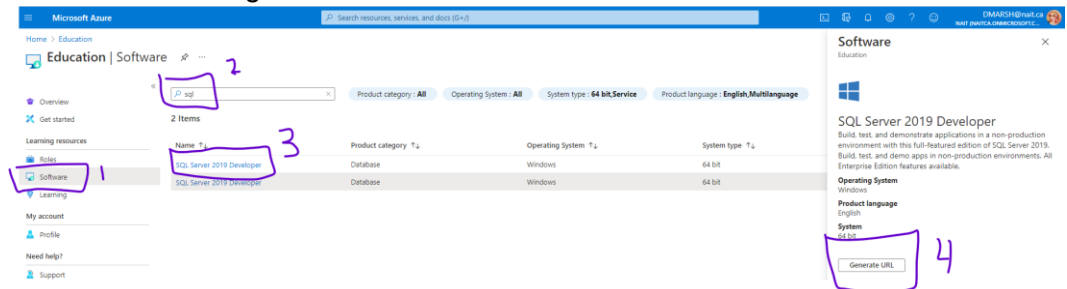 Microsoft Azure
Search resources, services, and docs (G+/)
DMARSH@nait.ca
Home > Education
Education | Software
2
sql
Product category : All
Operating System : All
System type : 64 bit,Service
Product language : English,Multilanguage
2 Items
Overview
Get started
Learning resources
Roles
Software
1
Learning
My account
Profile
Need help?
Support
Name
Product category
Operating System
System type
3
SQL Server 2019 Developer
Database
Windows
64 bit
SQL Server 2019 Developer
Database
Windows
64 bit
Software
Education
SQL Server 2019 Developer
Build, test, and demonstrate applications in a non-production
environment with this full-featured edition of SQL Server 2019.
Build, test, and demo apps in non-production environments. All
Enterprise Edition features available.
Operating System
Windows
Product language
English
System
64 bit
Generate URL
4